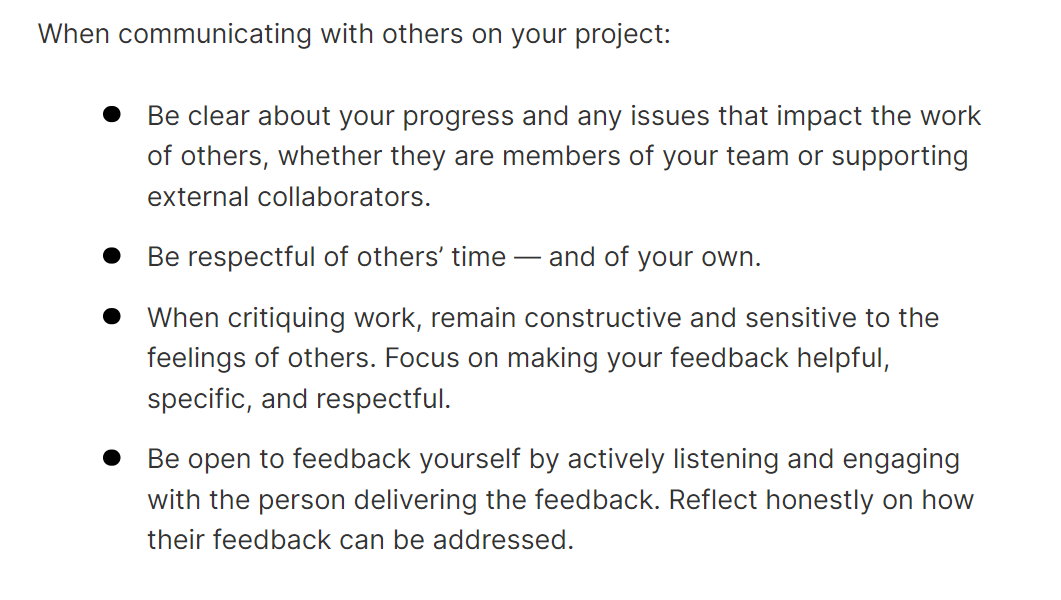 When communicating with others on your project:
● Be clear about your progress and any issues that impact the work
of others, whether they are members of your team or supporting
external collaborators.
● Be respectful of others’ time — and of your own.
● When critiquing work, remain constructive and sensitive to the
feelings of others. Focus on making your feedback helpful,
specific, and respectful.
● Be open to feedback yourself by actively listening and engaging
with the person delivering the feedback. Reflect honestly on how
their feedback can be addressed.